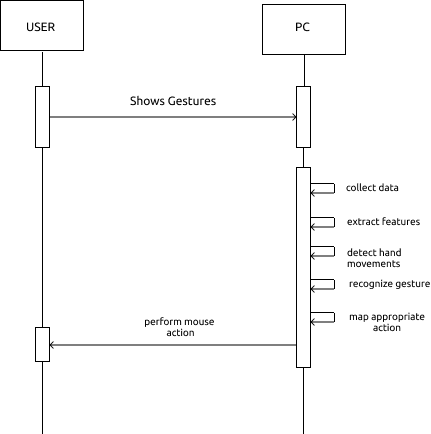 USER
PC
Shows Gestures
collect data
extract features
detect hand
movements
recognize gesture
map appropriate
action
perform mouse
action